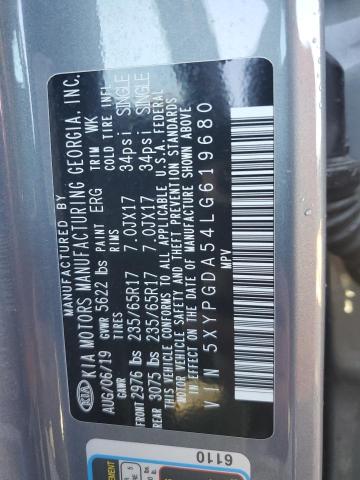 MANUFACTURED BY
KIA KIA MOTORS MANUFACTURING GEORGIA, INC.
AUG/06/19 GVWR 5622 lbs PAINT ERG TRIM WK
GAWR TIRES COLD TIRE INFL
FRONT 2976 lbs 235/65R17 7.0JX17 34psi SINGLE
REAR 3075 lbs 235/65R17 7.0JX17 34psi SINGLE
THIS VEHICLE CONFORMS TO ALL APPLICABLE U.S.A. FEDERAL
MOTOR VEHICLE SAFETY AND THEFT PREVENTION STANDARDS
IN EFFECT ON THE DATE OF MANUFACTURE SHOWN ABOVE.
VIN 5XYPGDA54LG619680
MPV
6110